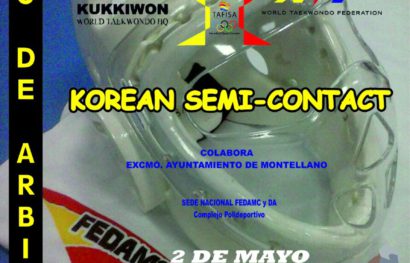 KUKKIWON
WORLD TAEKWONDO HQ
TAFISA
WORLD TAEKWONDO FEDERATION
DE ARBI
KOREAN SEMI-CONTACT
COLABORA
EXCMO. AYUNTAMIENTO DE MONTELLANO
SEDE NACIONAL FEDAMC y DA
Complejo Polideportivo
FEDAMC
2 DE MAYO